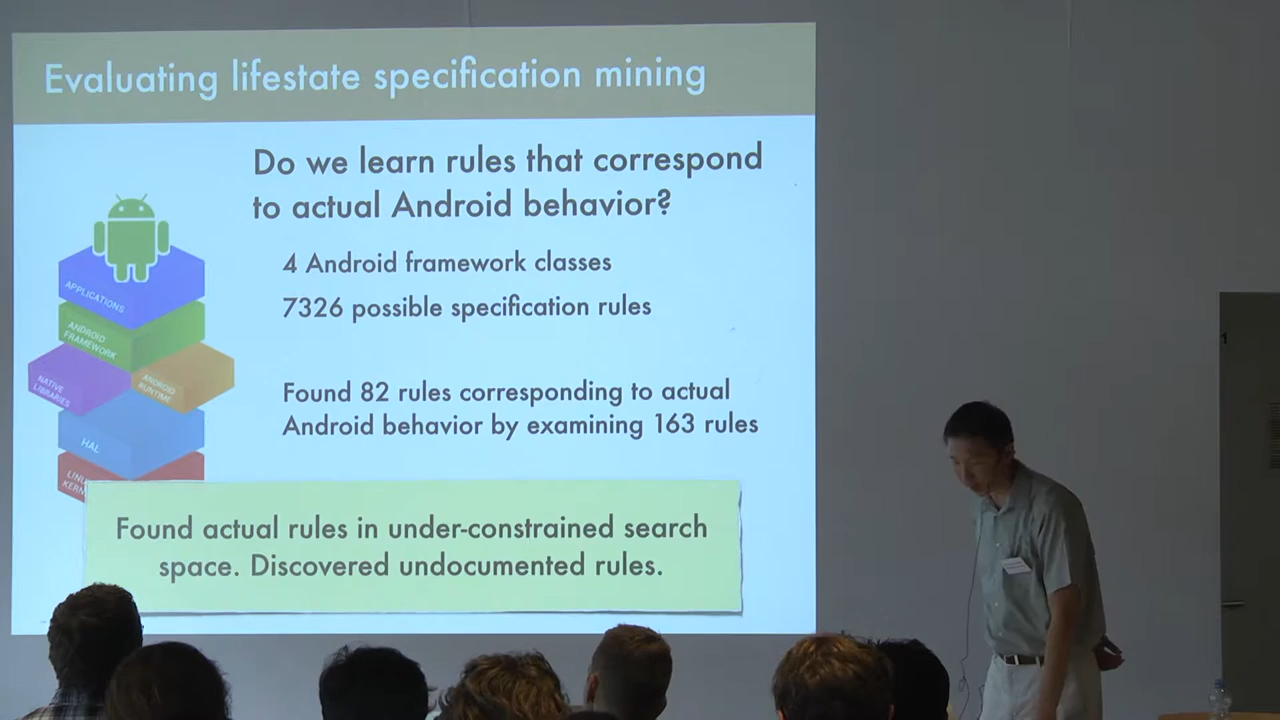 Evaluating lifestate specification mining
Do we learn rules that correspond
to actual Android behavior?
4 Android framework classes
7326 possible specification rules
Found 82 rules corresponding to actual
Android behavior by examining 163 rules
APPLICATIONS
ANDROID
FRAMEWORK
NATIVE
LIBRARIES
ANDROID
RUNTIME
HAL
Found actual rules in under-constrained search
space. Discovered undocumented rules.
1